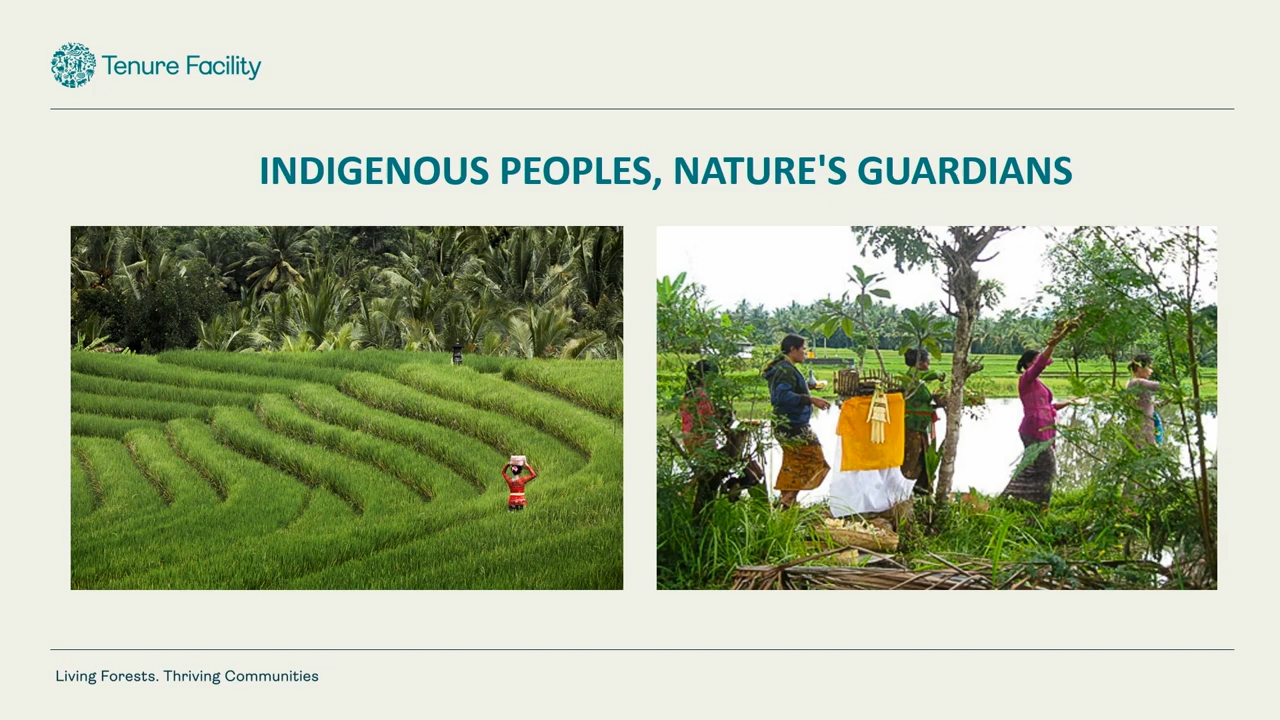 Tenure Facility
INDIGENOUS PEOPLES, NATURE'S GUARDIANS
Living Forests. Thriving Communities